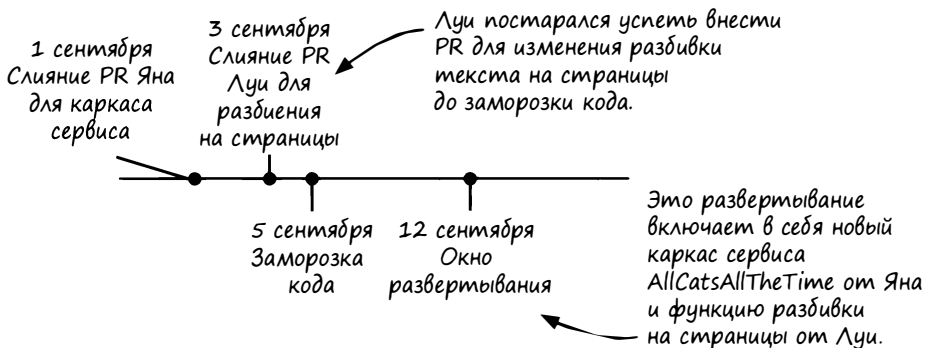 1 сентября
Слияние PR Яна
для каркаса
сервиса
3 сентября
Слияние PR
Луи для
разбиения
на страницы
Луи постарался успеть внести
PR для изменения разбивки
текста на страницы
до заморозки кода.
5 сентября
Заморозка
кода
12 сентября
Окно
развертывания
Это развертывание
включает в себя новый
каркас сервиса
AllCatsAllTheTime от Яна
и функцию разбивки
на страницы от Луи.